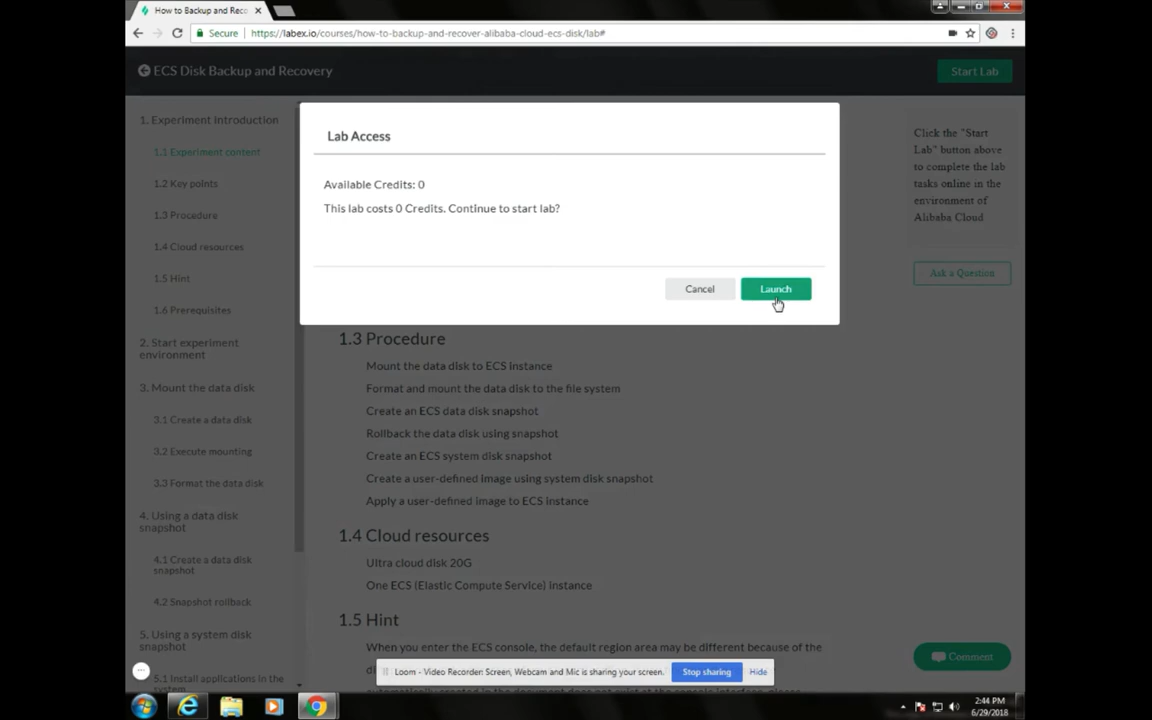 How to Backup and Reco
Secure
https://labex.io/courses/how-to-backup-and-recover-alibaba-cloud-ecs-disk/lab#
ECS Disk Backup and Recovery
Start Lab
1. Experiment introduction
1.1 Experiment content
1.2 Key points
1.3 Procedure
1.4 Cloud resources
1.5 Hint
1.6 Prerequisites
2. Start experiment
environment
3. Mount the data disk
3.1 Create a data disk
3.2 Execute mounting
3.3 Format the data disk
4. Using a data disk
snapshot
4.1 Create a data disk
snapshot
4.2 Snapshot rollback
5. Using a system disk
snapshot
5.1 Install applications in the
system
Lab Access
Available Credits: 0
This lab costs 0 Credits. Continue to start lab?
Cancel
Launch
1.3 Procedure
Mount the data disk to ECS instance
Format and mount the data disk to the file system
Create an ECS data disk snapshot
Rollback the data disk using snapshot
Create an ECS system disk snapshot
Create a user-defined image using system disk snapshot
Apply a user-defined image to ECS instance
1.4 Cloud resources
Ultra cloud disk 20G
One ECS (Elastic Compute Service) instance
1.5 Hint
When you enter the ECS console, the default region area may be different because of the
Click the "Start
Lab" button above
to complete the lab
tasks online in the
environment of
Alibaba Cloud
Ask a Question
Comment
Loom - Video Recorder: Screen, Webcam and Mic is sharing your screen.
Stop sharing
Hide
2:44 PM
6/29/2018